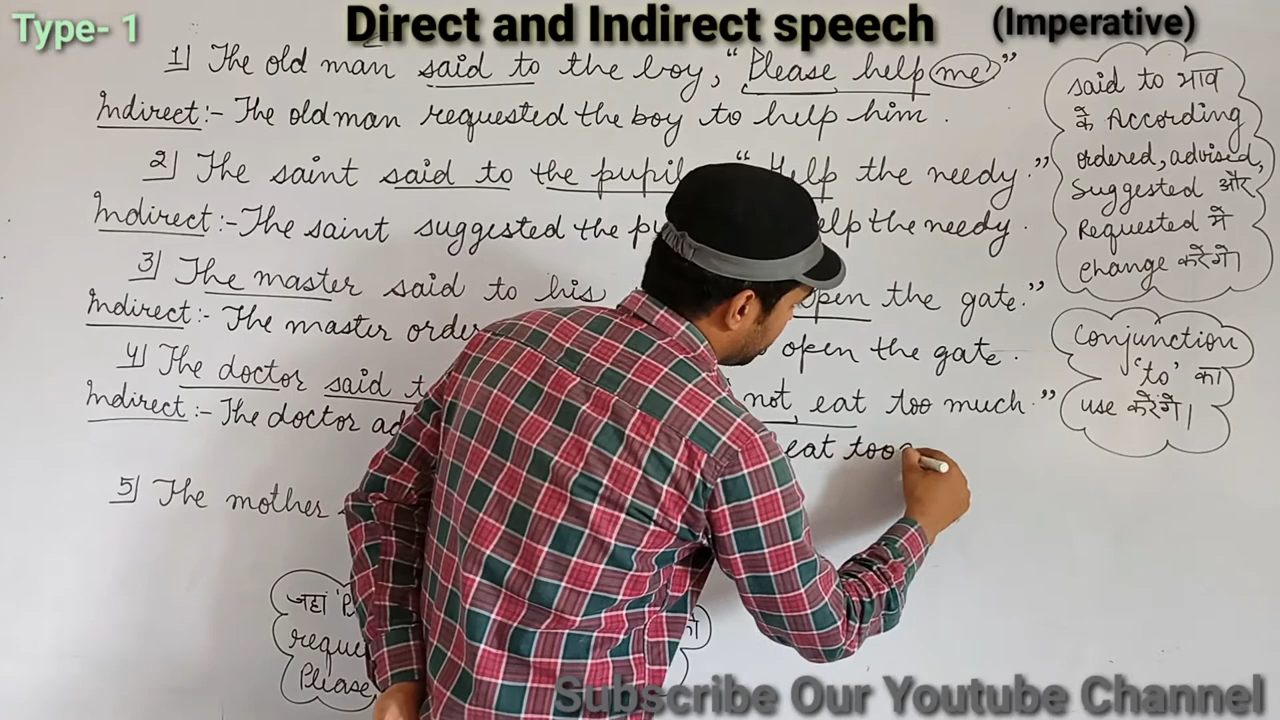 Type- 1 Direct and Indirect speech (Imperative)
1) The old man said to the boy, "Please help me"
Indirect:- The old man requested the boy to help him.
2) The saint said to the pupil "Help the needy."
Indirect:- The saint suggested the elp the needy.
3) The master said to his open the gate."
Indirect:- The master open the gate.
4) The doctor said not, eat too much."
Indirect:- The doctor eat too
5) The mother
said to भाव
के According
ordered, advised,
suggested और
Requested में
change करेंगे।
Conjunction
'to' का
use करेंगे।
जहां
Please
Subscribe Our Youtube Channel